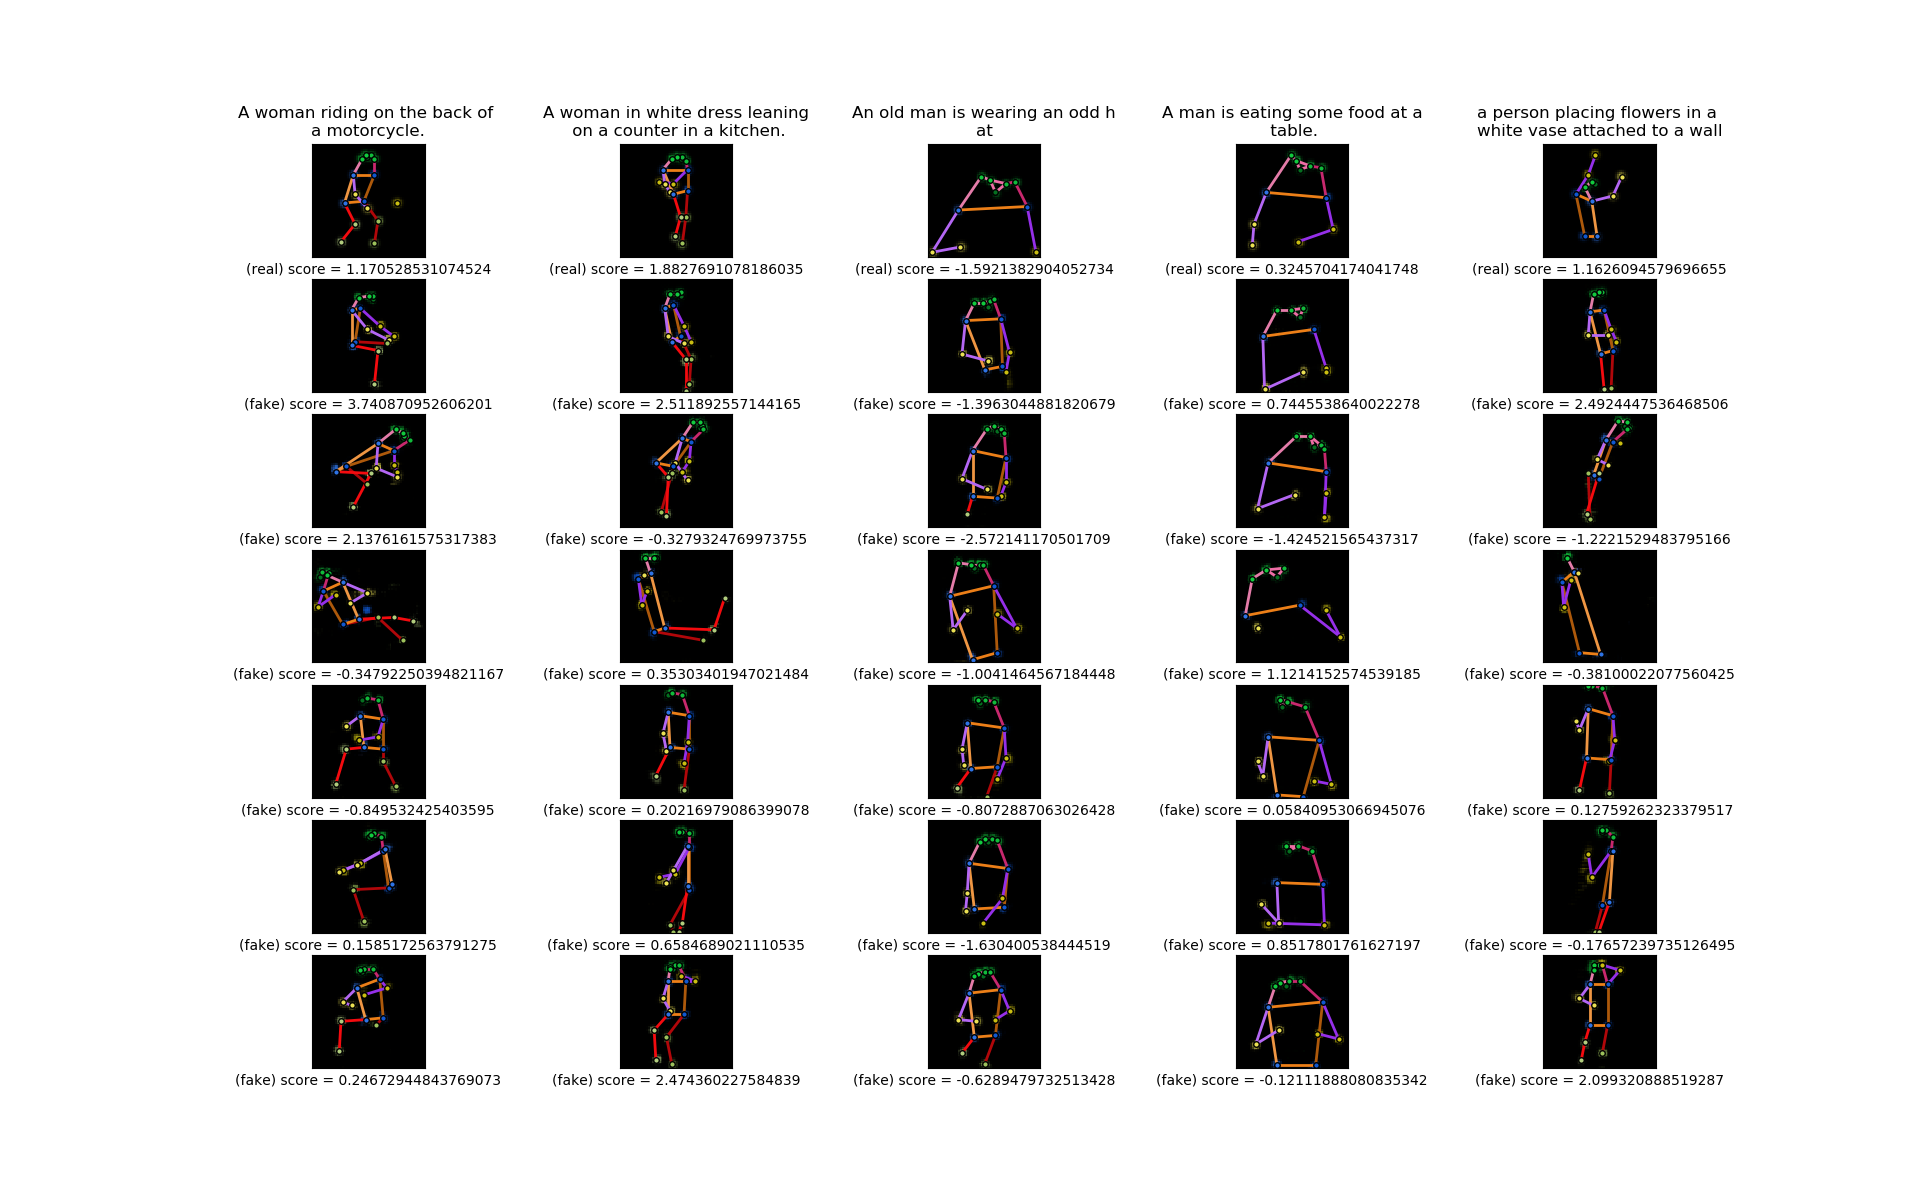 A woman riding on the back of
a motorcycle.
A woman in white dress leaning
on a counter in a kitchen.
An old man is wearing an odd h
at
A man is eating some food at a
table.
a person placing flowers in a
white vase attached to a wall
(real) score = 1.170528531074524
(real) score = 1.8827691078186035
(real) score = -1.5921382904052734
(real) score = 0.3245704174041748
(real) score = 1.1626094579696655
(fake) score = 3.740870952606201
(fake) score = 2.511892557144165
(fake) score = -1.3963044881820679
(fake) score = 0.7445538640022278
(fake) score = 2.4924447536468506
(fake) score = 2.1376161575317383
(fake) score = -0.3279324769973755
(fake) score = -2.572141170501709
(fake) score = -1.424521565437317
(fake) score = -1.2221529483795166
(fake) score = -0.34792250394821167
(fake) score = 0.35303401947021484
(fake) score = -1.0041464567184448
(fake) score = 1.1214152574539185
(fake) score = -0.38100022077560425
(fake) score = -0.849532425403595
(fake) score = 0.20216979086399078
(fake) score = -0.8072887063026428
(fake) score = 0.05840953066945076
(fake) score = 0.12759262323379517
(fake) score = 0.1585172563791275
(fake) score = 0.6584689021110535
(fake) score = -1.630400538444519
(fake) score = 0.8517801761627197
(fake) score = -0.17657239735126495
(fake) score = 0.24672944843769073
(fake) score = 2.474360227584839
(fake) score = -0.6289479732513428
(fake) score = -0.12111888080835342
(fake) score = 2.099320888519287